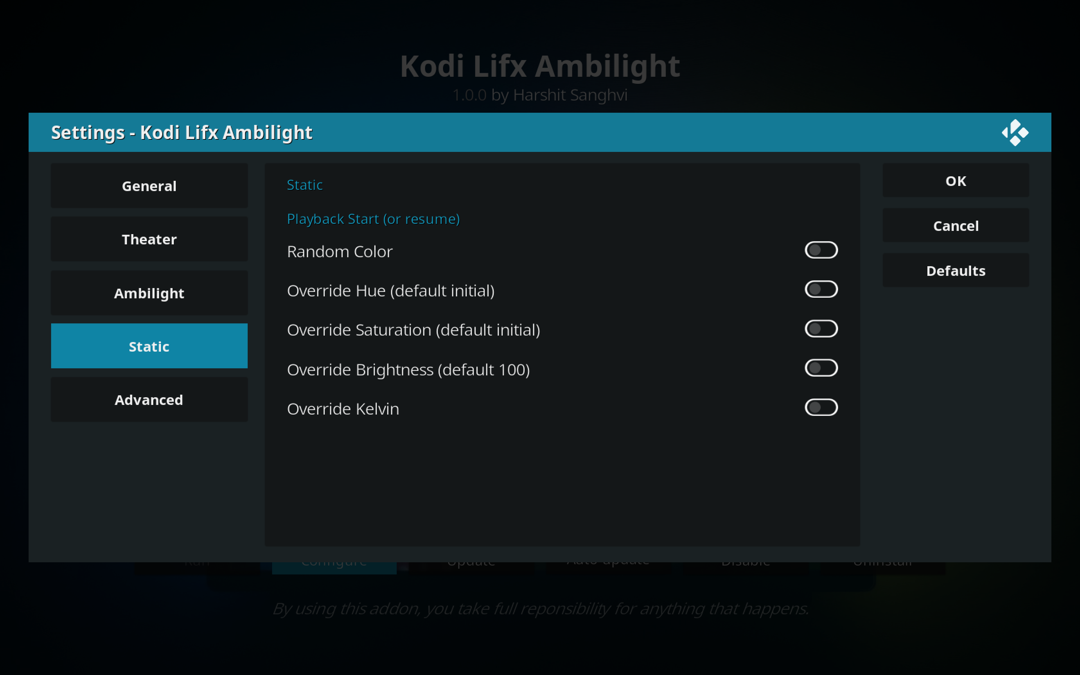 Kodi Lifx Ambilight
1.0.0 by Harshit Sanghvi
Settings - Kodi Lifx Ambilight
General
Theater
Ambilight
Static
Advanced
Static
Playback Start (or resume)
Random Color
Override Hue (default initial)
Override Saturation (default initial)
Override Brightness (default 100)
Override Kelvin
OK
Cancel
Defaults
Run Configure Update Auto-update Disable Uninstall
By using this addon, you take full reponsibility for anything that happens.